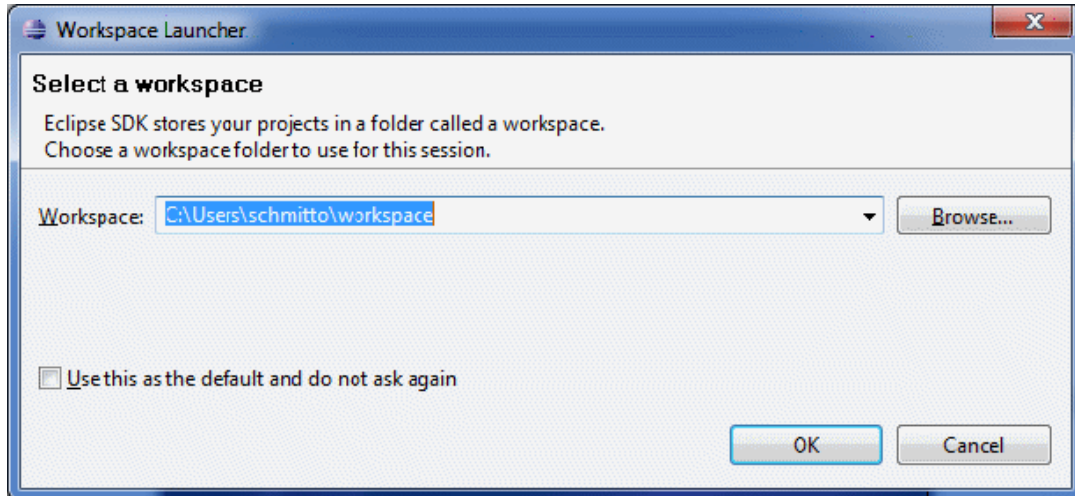 Workspace Launcher
Select a workspace
Eclipse SDK stores your projects in a folder called a workspace.
Choose a workspace folder to use for this session.
Workspace: C:\Users\schmitto\workspace Browse...
Use this as the default and do not ask again
OK Cancel